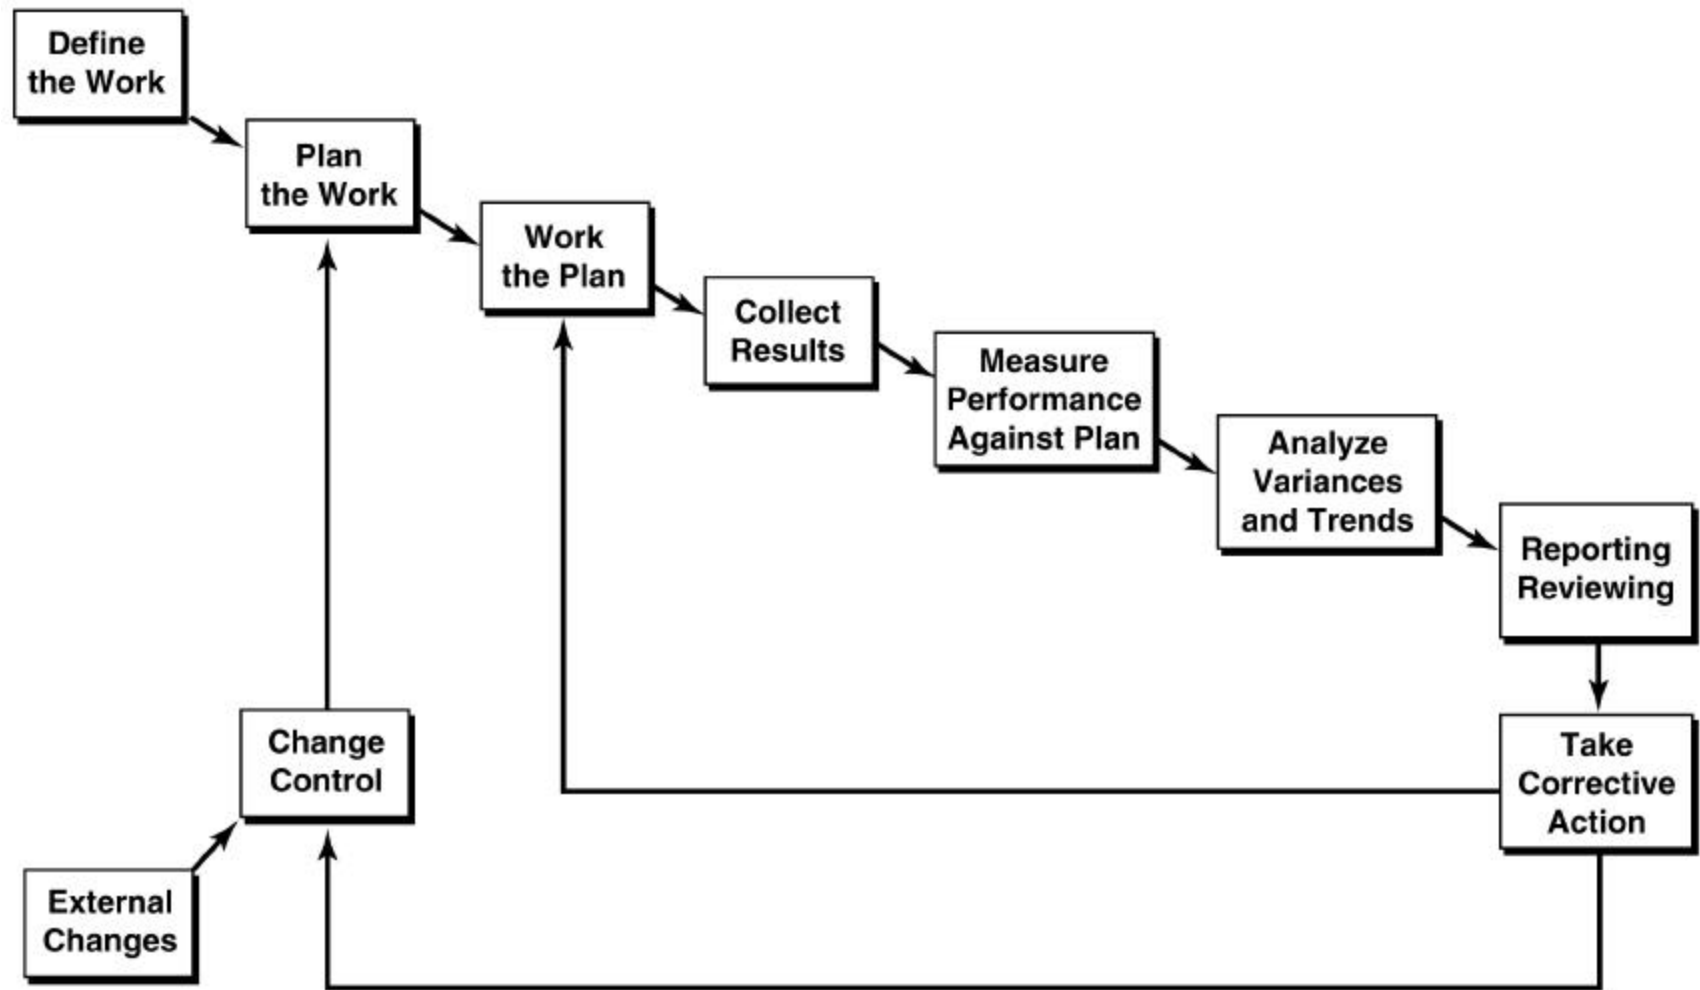 Define
the Work
Plan
the Work
Work
the Plan
Collect
Results
Measure
Performance
Against Plan
Analyze
Variances
and Trends
Reporting
Reviewing
Take
Corrective
Action
Change
Control
External
Changes